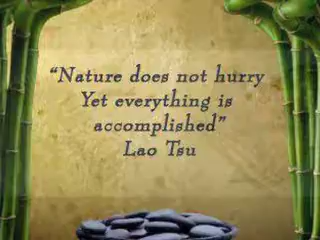 “Nature does not hurry
Yet everything is
accomplished”
Lao Tsu